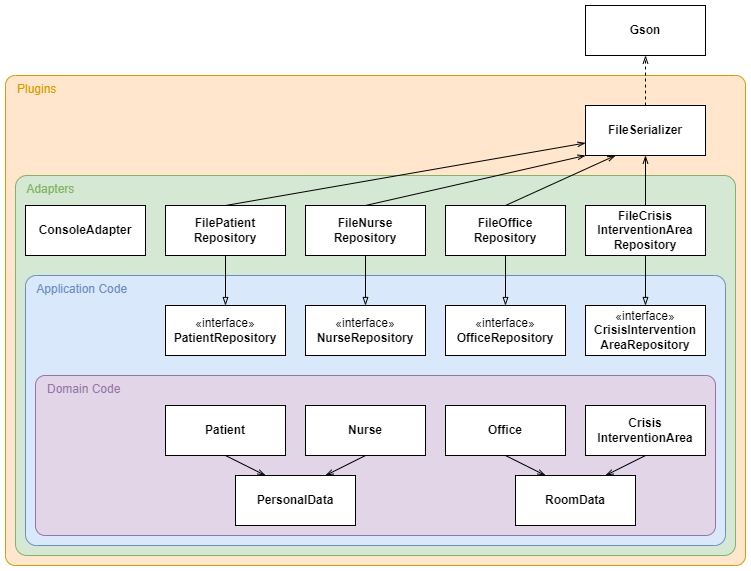 Gson
Plugins
FileSerializer
Adapters
ConsoleAdapter
FilePatient
Repository
FileNurse
Repository
FileOffice
Repository
FileCrisis
InterventionArea
Repository
Application Code
«interface»
PatientRepository
«interface»
NurseRepository
«interface»
OfficeRepository
«interface»
CrisisIntervention
AreaRepository
Domain Code
Patient
Nurse
Office
Crisis
InterventionArea
PersonalData
RoomData